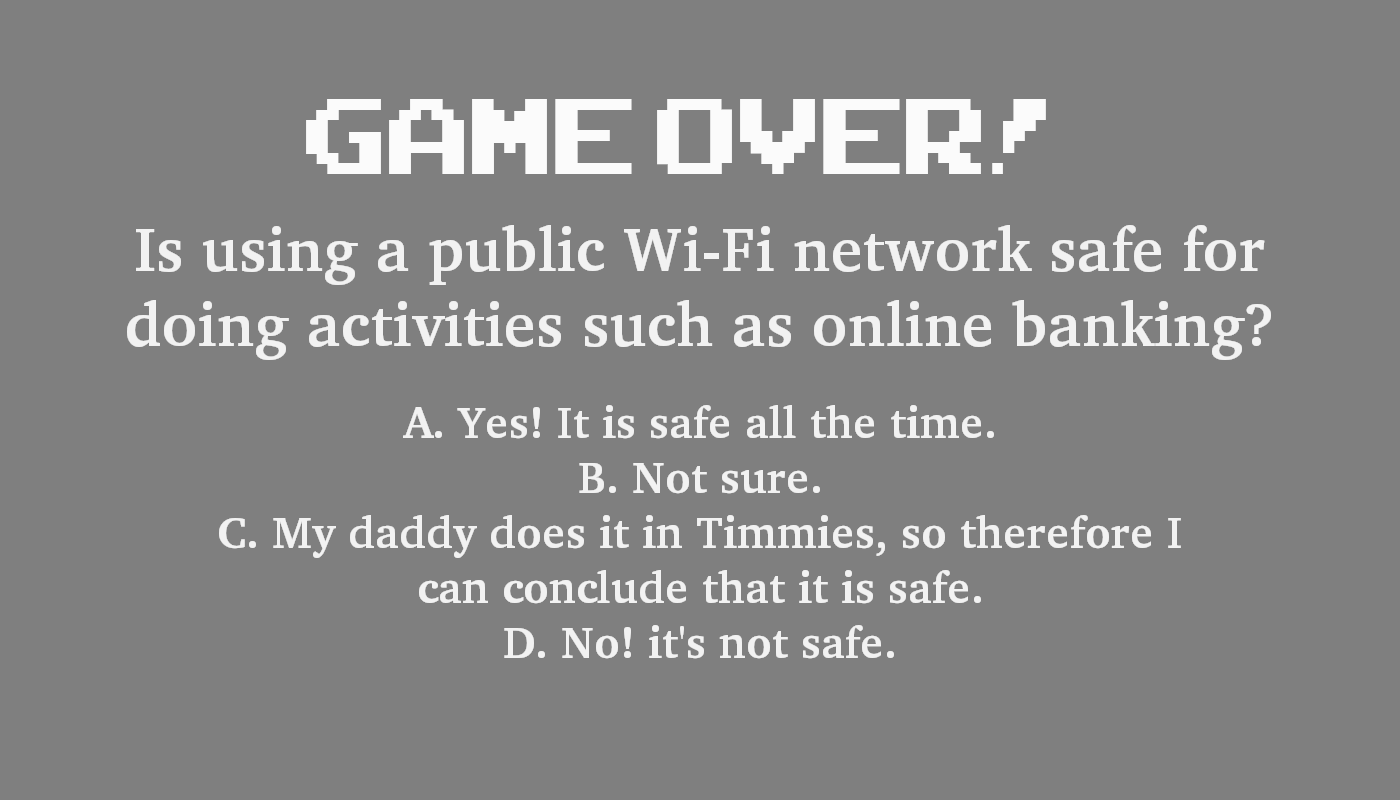 GAME OVER!
Is using a public Wi-Fi network safe for
doing activities such as online banking?
A. Yes! It is safe all the time.
B. Not sure.
C. My daddy does it in Timmies, so therefore I
can conclude that it is safe.
D. No! it's not safe.